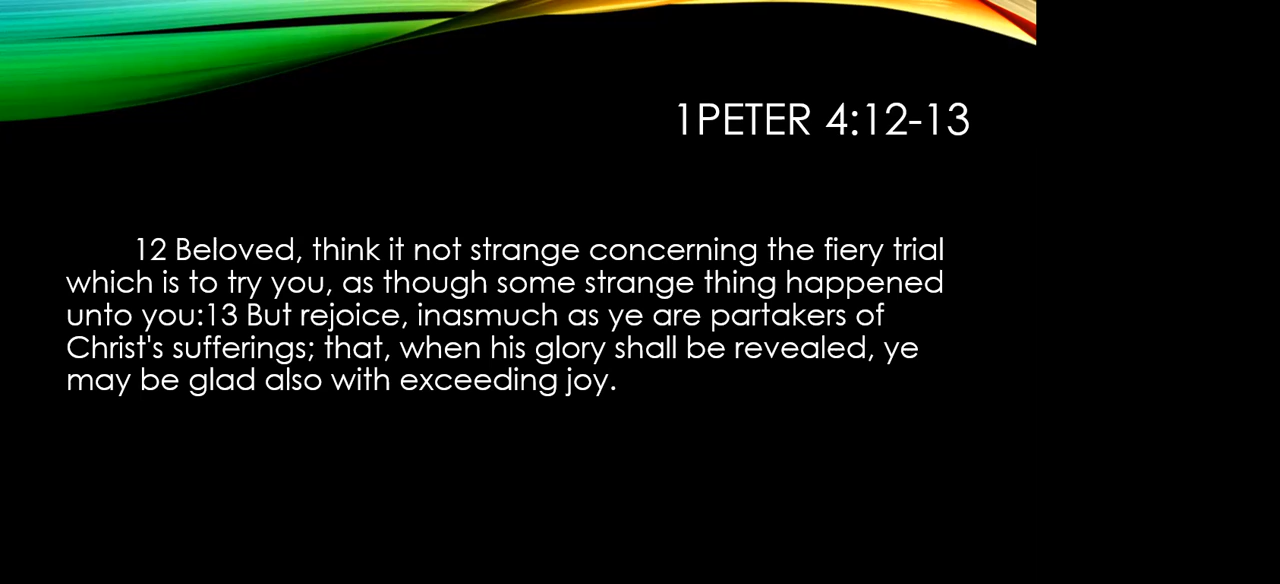 1PETER 4:12-13
12 Beloved, think it not strange concerning the fiery trial
which is to try you, as though some strange thing happened
unto you:13 But rejoice, inasmuch as ye are partakers of
Christ's sufferings; that, when his glory shall be revealed, ye
may be glad also with exceeding joy.